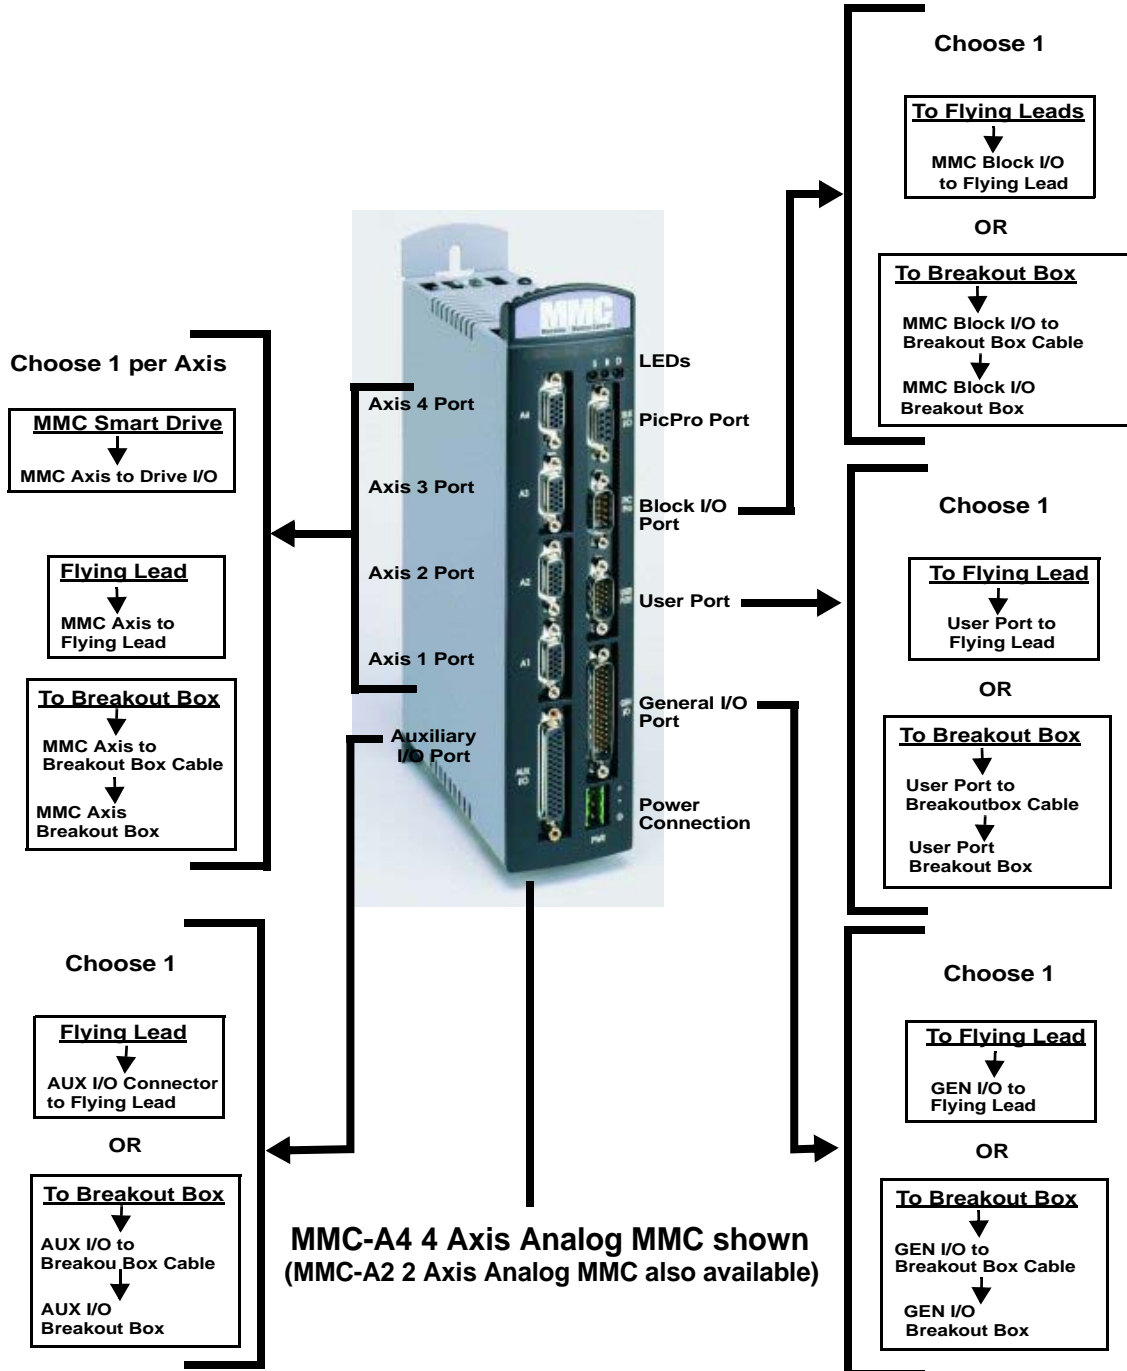 Choose 1
To Flying Leads
MMC Block I/O
to Flying Lead
OR
To Breakout Box
MMC Block I/O to
Breakout Box Cable
MMC Block I/O
Breakout Box
Choose 1 per Axis
MMC Smart Drive
MMC Axis to Drive I/O
Flying Lead
MMC Axis to
Flying Lead
To Breakout Box
MMC Axis to
Breakout Box Cable
MMC Axis
Breakout Box
Axis 4 Port
Axis 3 Port
Axis 2 Port
Axis 1 Port
Auxiliary
I/O Port
MMC
S R D
A4
A3
A2
A1
AUX
I/O
GEN
I/O
PWR
LEDs
PicPro Port
Block I/O
Port
User Port
General I/O
Port
Power
Connection
Choose 1
To Flying Lead
User Port to
Flying Lead
OR
To Breakout Box
User Port to
Breakoutbox Cable
User Port
Breakout Box
Choose 1
Flying Lead
AUX I/O Connector
to Flying Lead
OR
To Breakout Box
AUX I/O to
Breakou Box Cable
AUX I/O
Breakout Box
Choose 1
To Flying Lead
GEN I/O to
Flying Lead
OR
To Breakout Box
GEN I/O to
Breakout Box Cable
GEN I/O
Breakout Box
MMC-A4 4 Axis Analog MMC shown
(MMC-A2 2 Axis Analog MMC also available)